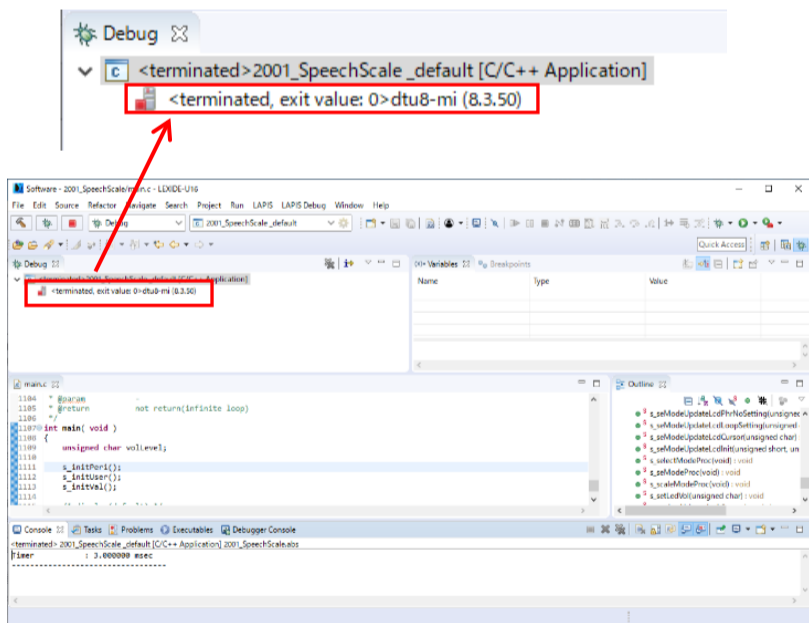 Debug
<terminated>2001_SpeechScale _default [C/C++ Application]
<terminated, exit value: 0>dtu8-mi (8.3.50)
Software - 2001_SpeechScale/main.c - LEXIDE-U16
File Edit Source Refactor Navigate Search Project Run LAPIS LAPIS Debug Window Help
Debug 2001_SpeechScale _default
Quick Access
Debug
<terminated, exit value: 0>dtu8-mi (8.3.50)
(x)= Variables Breakpoints
Name Type Value
main.c
1104 * @param -
1105 * @return not return(infinite loop)
1106 */
1107 int main( void )
1108 {
1109 unsigned char volLevel;
1110
1111 s_initPeri();
1112 s_initUser();
1113 s_initVal();
1114
Outline
s_seModeUpdateLcdPhrNoSetting(unsigned
s_seModeUpdateLcdLoopSetting(unsigned
s_seModeUpdateLcdCursor(unsigned char)
s_seModeUpdateLcdInit(unsigned short, un
s_selectModeProc(void) : void
s_seModeProc(void) : void
s_scaleModeProc(void) : void
s_setLedVol(unsigned char) : void
Console Tasks Problems Executables Debugger Console
<terminated> 2001_SpeechScale _default [C/C++ Application] 2001_SpeechScale.abs
Timer : 3.000000 msec
---------------------------------